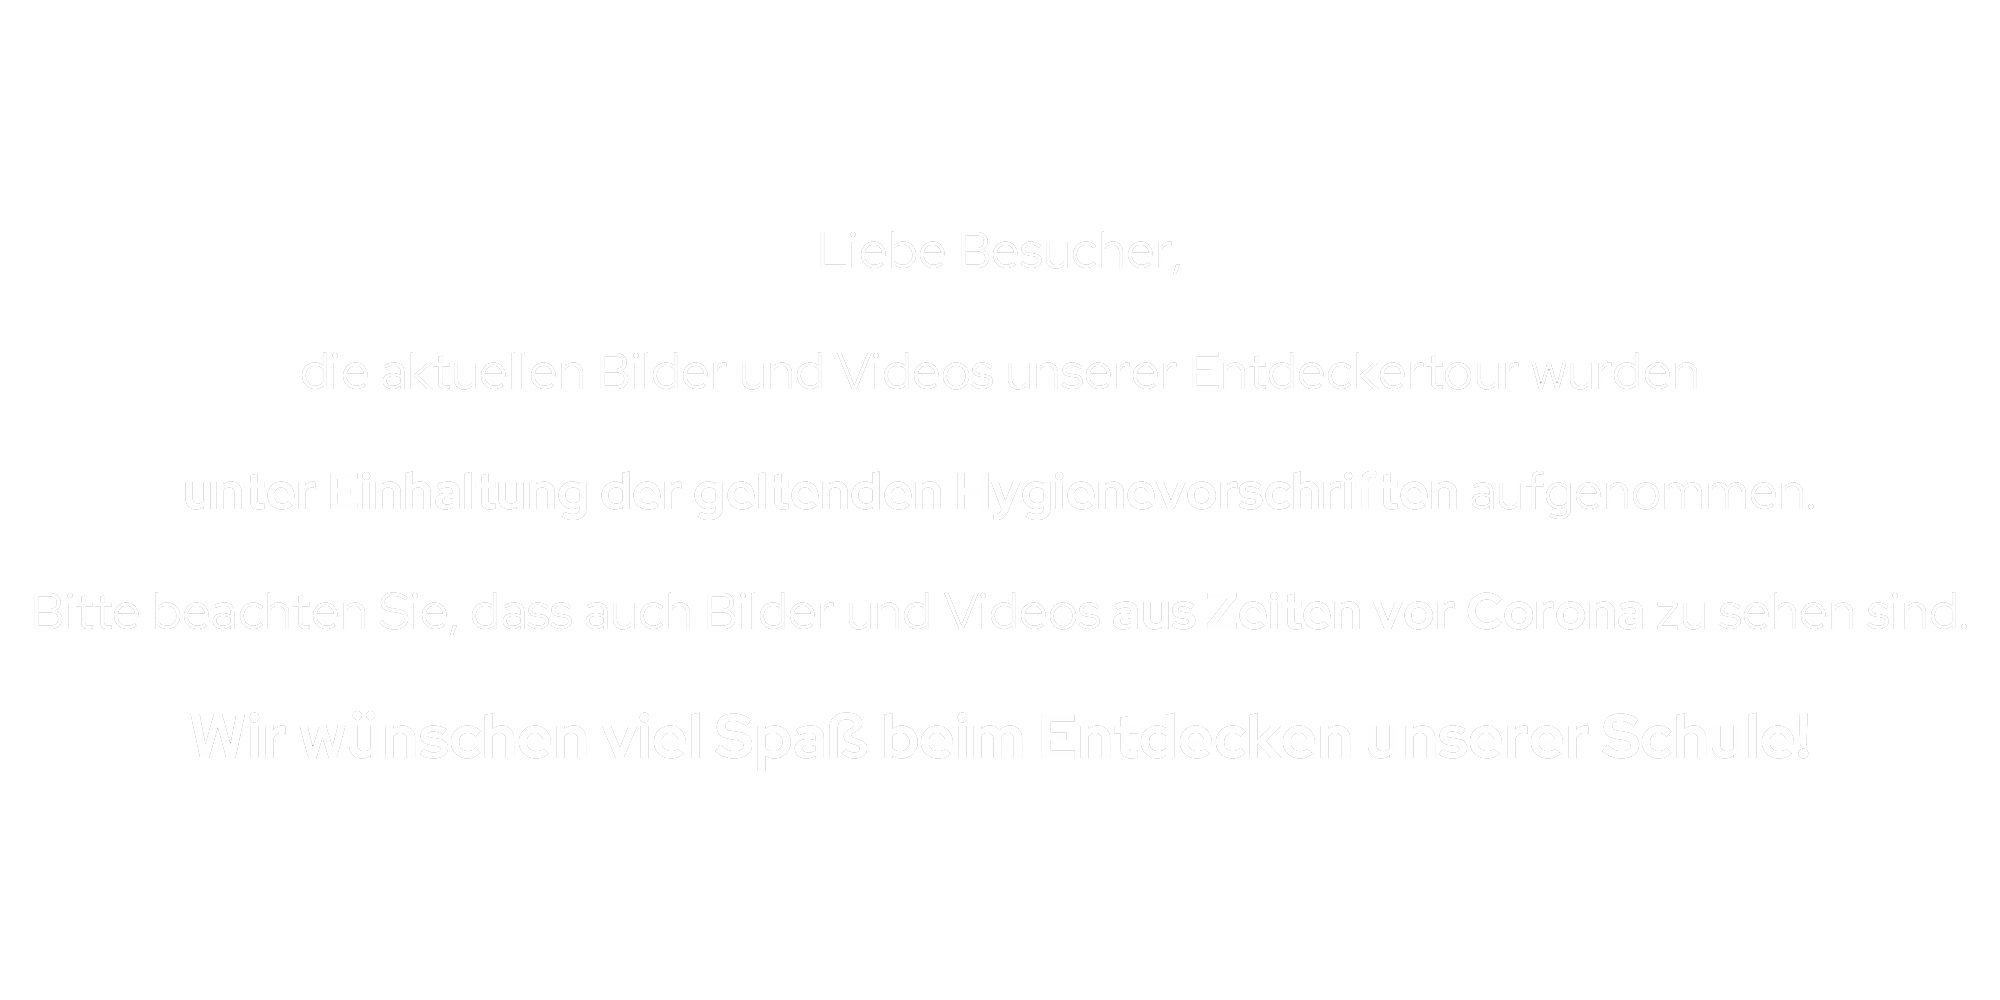 Liebe Besucher,
die aktuellen Bilder und Videos unserer Entdeckertour wurden
unter Einhaltung der geltenden Hygienevorschriften aufgenommen.
Bitte beachten Sie, dass auch Bilder und Videos aus Zeiten vor Corona zu sehen sind.
Wir wünschen viel Spaß beim Entdecken unserer Schule!